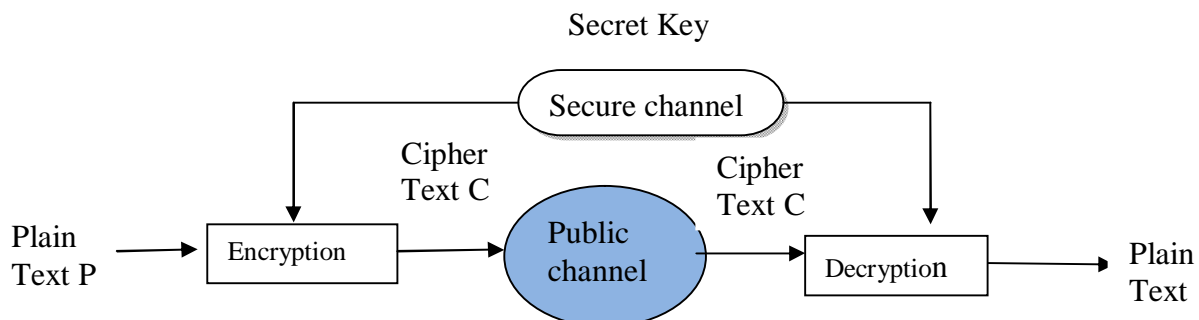 Secret Key
Secure channel
Cipher
Text C
Cipher
Text C
Plain
Text P
Encryption
Public
channel
Decryption
Plain
Text